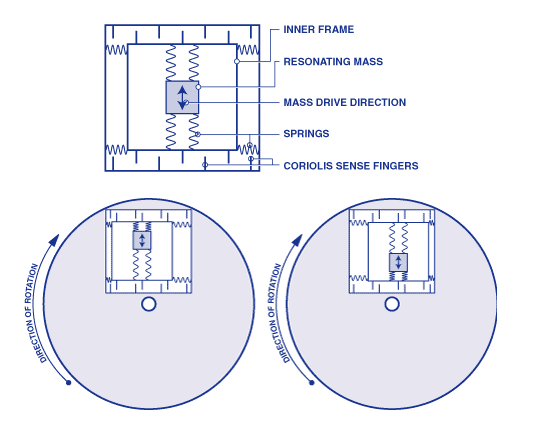 INNER FRAME
RESONATING MASS
MASS DRIVE DIRECTION
SPRINGS
CORIOLIS SENSE FINGERS
DIRECTION OF ROTATION
DIRECTION OF ROTATION